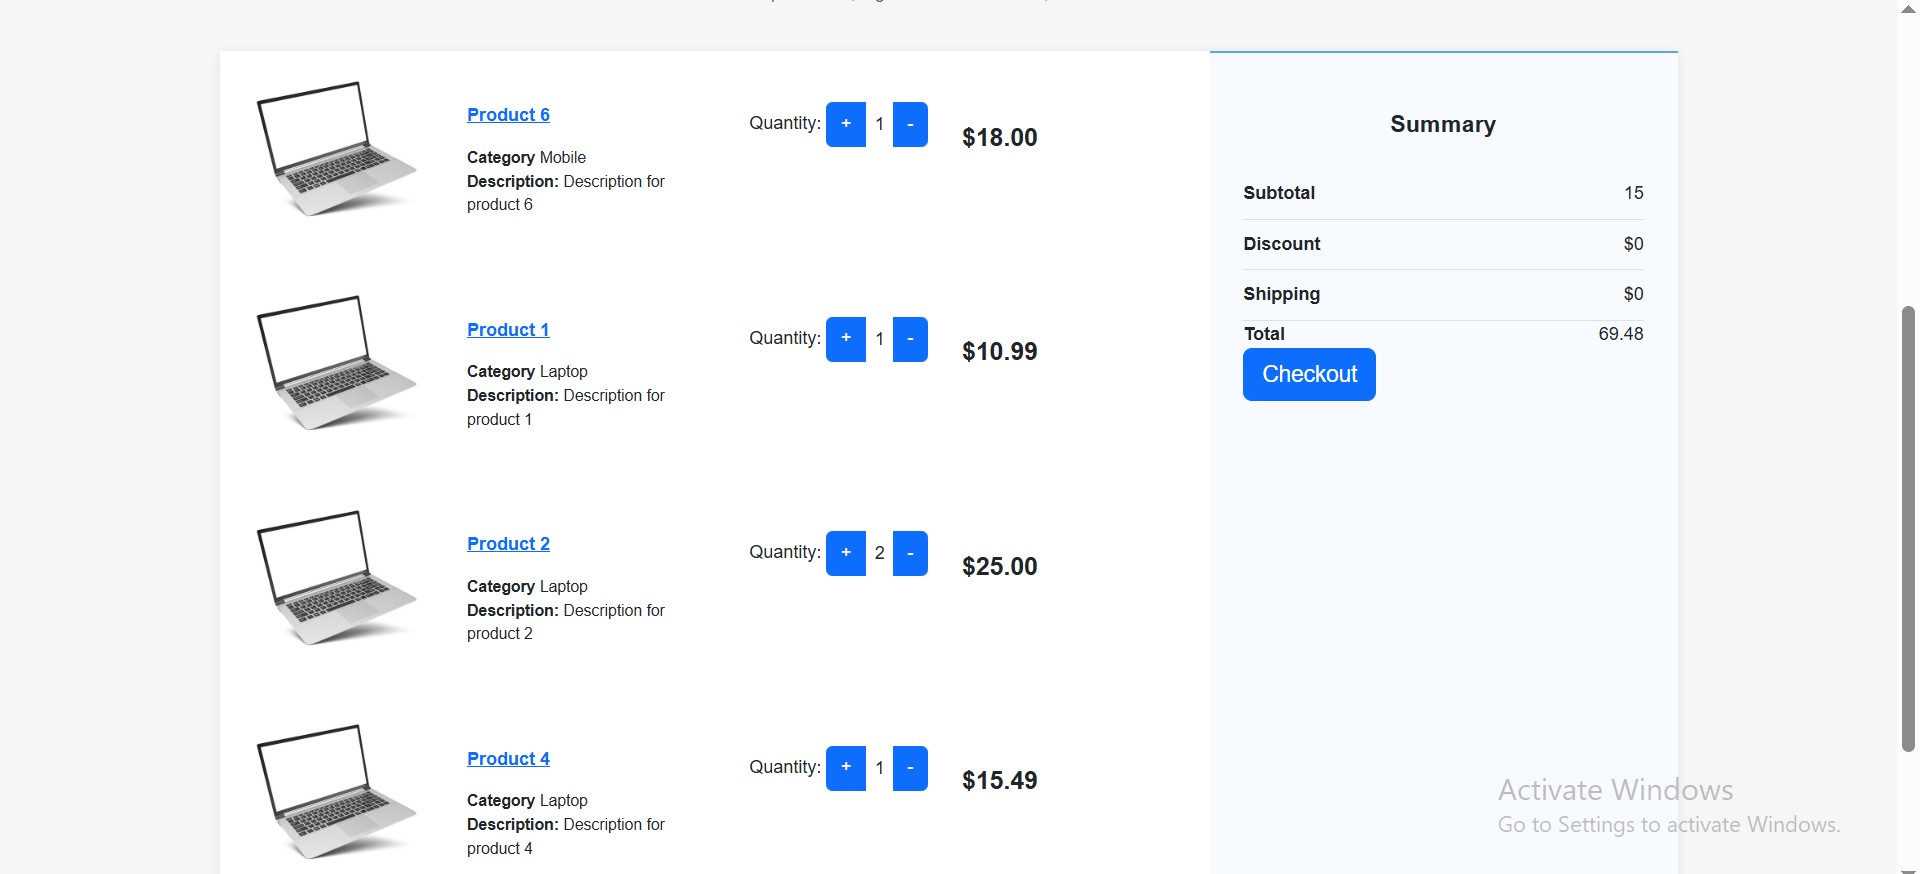 Product 6
Quantity: + 1 -
$18.00
Category Mobile
Description: Description for
product 6
Product 1
Quantity: + 1 -
$10.99
Category Laptop
Description: Description for
product 1
Product 2
Quantity: + 2 -
$25.00
Category Laptop
Description: Description for
product 2
Product 4
Quantity: + 1 -
$15.49
Category Laptop
Description: Description for
product 4
Summary
Subtotal 15
Discount $0
Shipping $0
Total 69.48
Checkout
Activate Windows
Go to Settings to activate Windows.